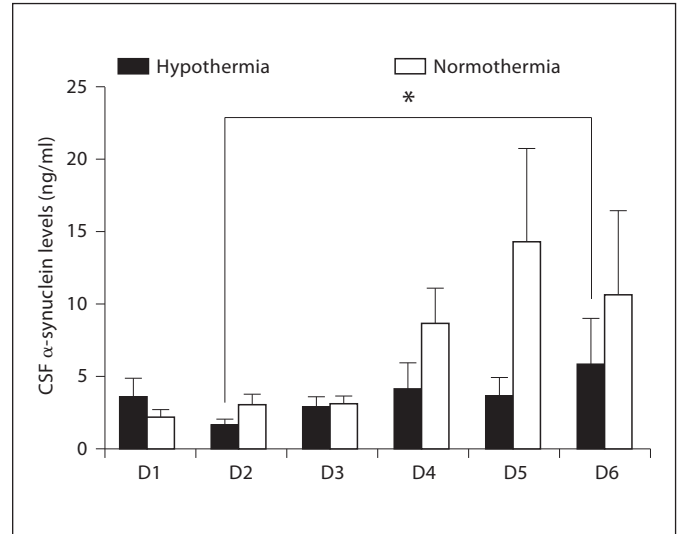 Hypothermia Normothermia
*
CSF α-synuclein levels (ng/ml)
25
20
15
10
5
0
D1 D2 D3 D4 D5 D6